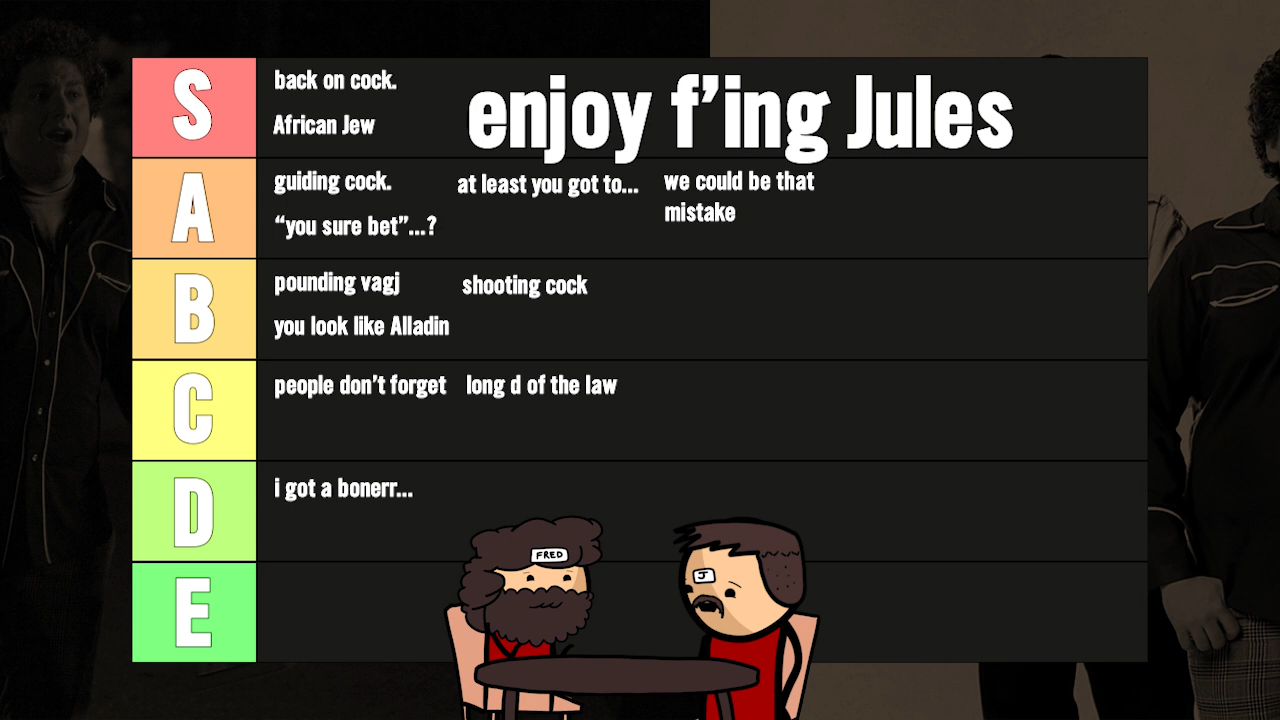 S
back on cock.
African Jew
enjoy f'ing Jules
A
guiding cock.
at least you got to...
we could be that
mistake
“you sure bet”...?
B
pounding vagj
shooting cock
you look like Alladin
C
people don't forget
long d of the law
D
i got a bonerr...
E
FRED
J